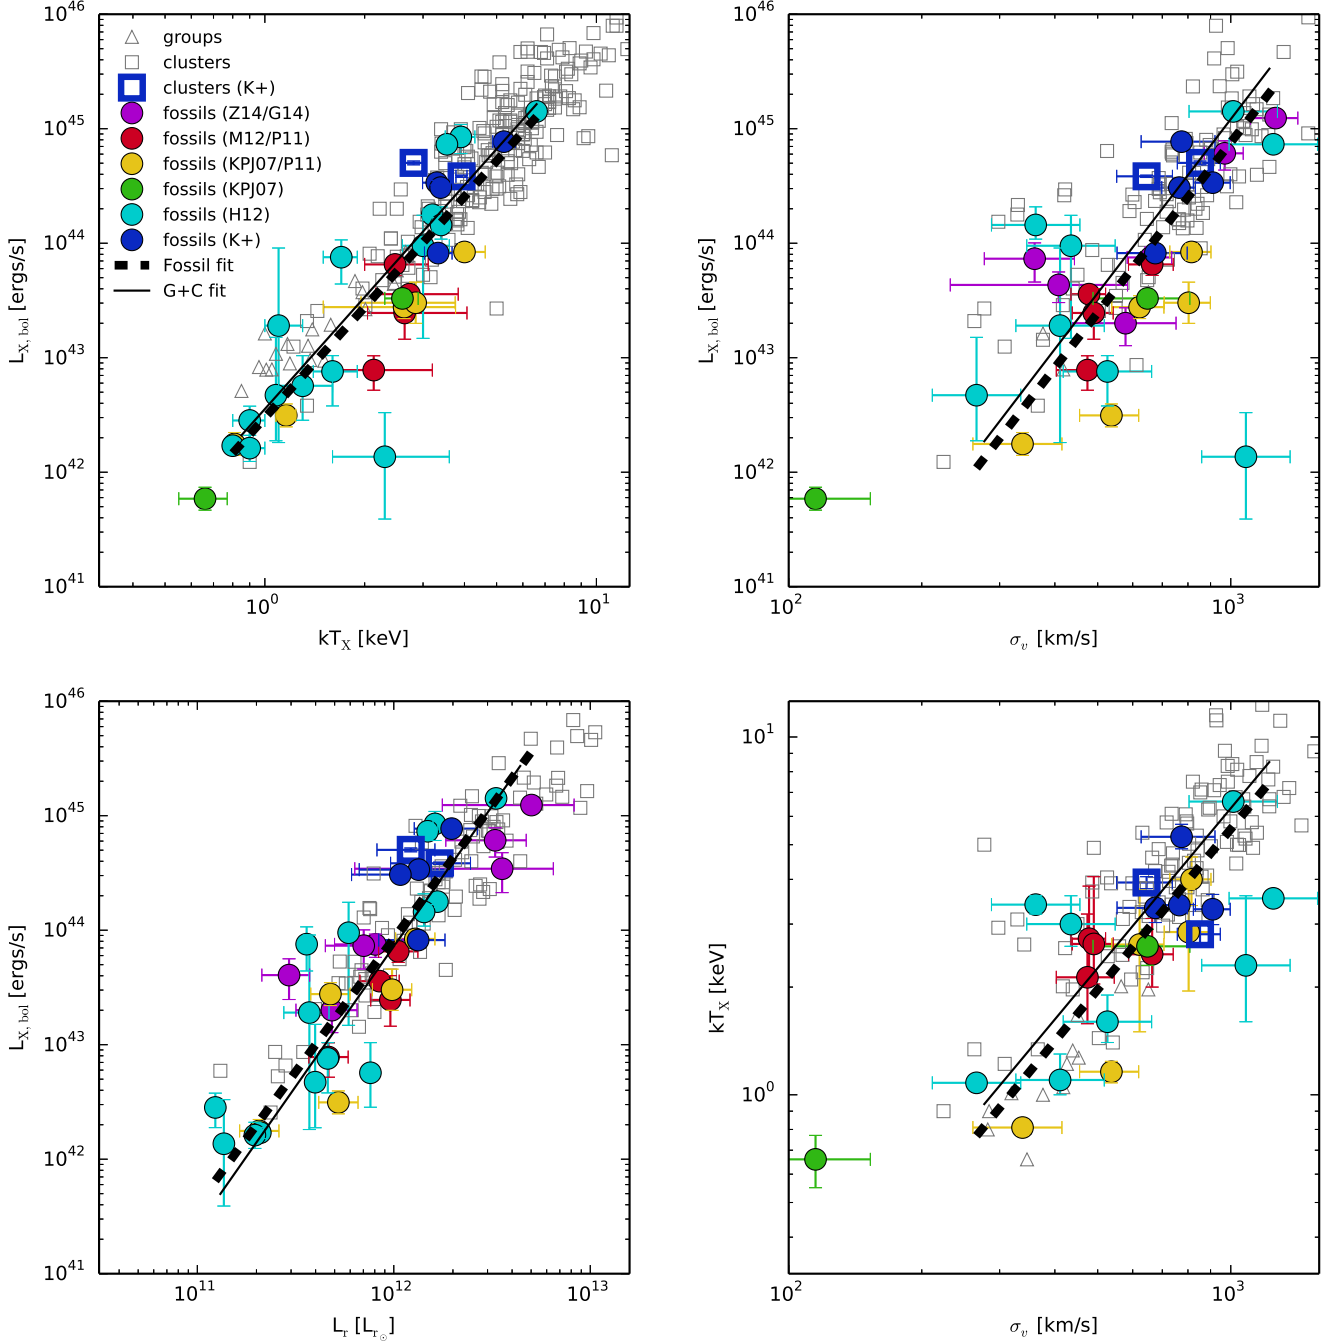 10^46
10^45
10^44
10^43
10^42
10^41
L_X, bol [ergs/s]
groups
clusters
clusters (K+)
fossils (Z14/G14)
fossils (M12/P11)
fossils (KPJ07/P11)
fossils (KPJ07)
fossils (H12)
fossils (K+)
Fossil fit
G+C fit
10^0
10^1
kT_X [keV]
10^46
10^45
10^44
10^43
10^42
10^41
L_X, bol [ergs/s]
10^2
10^3
σ_v [km/s]
10^46
10^45
10^44
10^43
10^42
10^41
L_X, bol [ergs/s]
10^11
10^12
10^13
L_r [L_r⊙]
10^1
10^0
kT_X [keV]
10^2
10^3
σ_v [km/s]